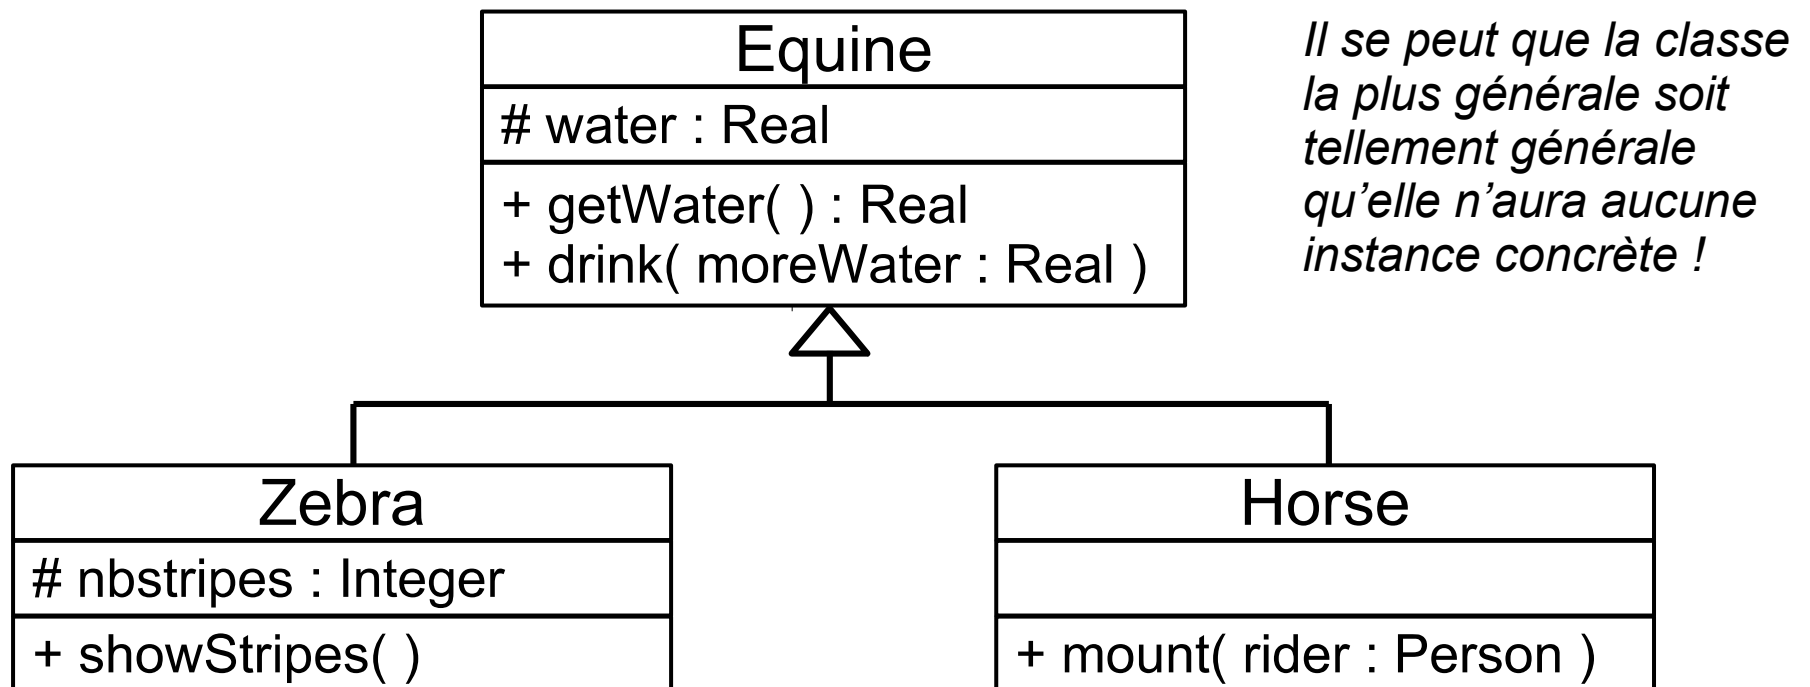 Equine
# water : Real
+ getWater( ) : Real
+ drink( moreWater : Real )
Il se peut que la classe
la plus générale soit
tellement générale
qu’elle n’aura aucune
instance concrète !
Zebra
# nbstripes : Integer
+ showStripes( )
Horse
+ mount( rider : Person )